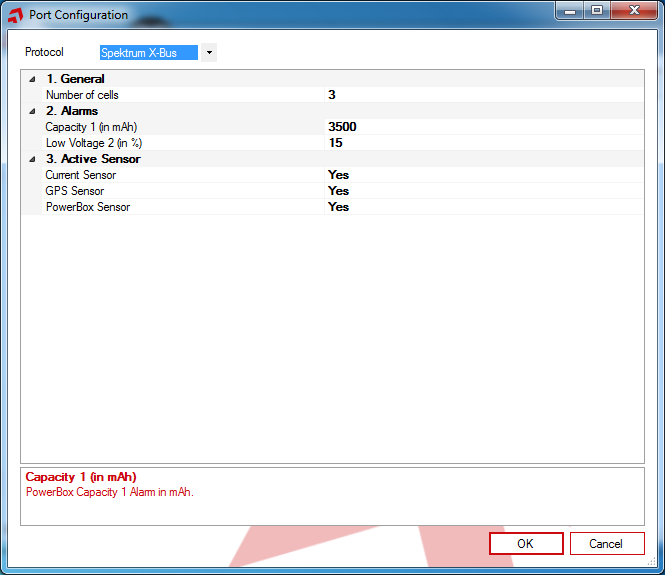 Port Configuration
Protocol Spektrum X-Bus
1. General
Number of cells 3
2. Alarms
Capacity 1 (in mAh) 3500
Low Voltage 2 (in %) 15
3. Active Sensor
Current Sensor Yes
GPS Sensor Yes
PowerBox Sensor Yes
Capacity 1 (in mAh)
PowerBox Capacity 1 Alarm in mAh.
OK Cancel